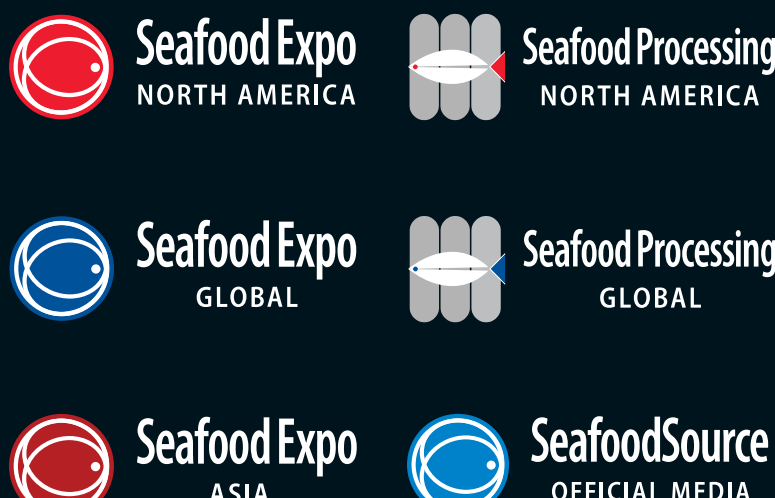 Seafood Expo
NORTH AMERICA
Seafood Processing
NORTH AMERICA
Seafood Expo
GLOBAL
Seafood Processing
GLOBAL
Seafood Expo
ASIA
SeafoodSource
OFFICIAL MEDIA